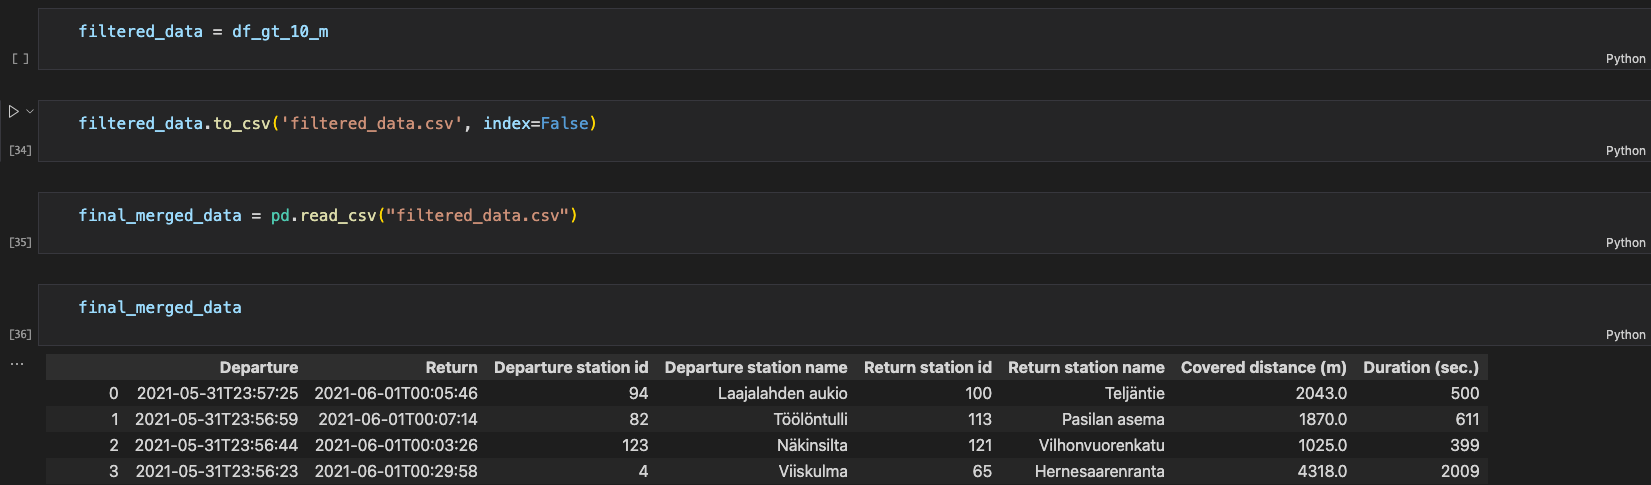 filtered_data = df_gt_10_m
[ ]
Python
filtered_data.to_csv('filtered_data.csv', index=False)
[34]
Python
final_merged_data = pd.read_csv("filtered_data.csv")
[35]
Python
final_merged_data
[36]
Python
...
Departure Return Departure station id Departure station name Return station id Return station name Covered distance (m) Duration (sec.)
0 2021-05-31T23:57:25 2021-06-01T00:05:46 94 Laajalahden aukio 100 Teljäntie 2043.0 500
1 2021-05-31T23:56:59 2021-06-01T00:07:14 82 Töölöntulli 113 Pasilan asema 1870.0 611
2 2021-05-31T23:56:44 2021-06-01T00:03:26 123 Näkinsilta 121 Vilhonvuorenkatu 1025.0 399
3 2021-05-31T23:56:23 2021-06-01T00:29:58 4 Viiskulma 65 Hernesaarenranta 4318.0 2009